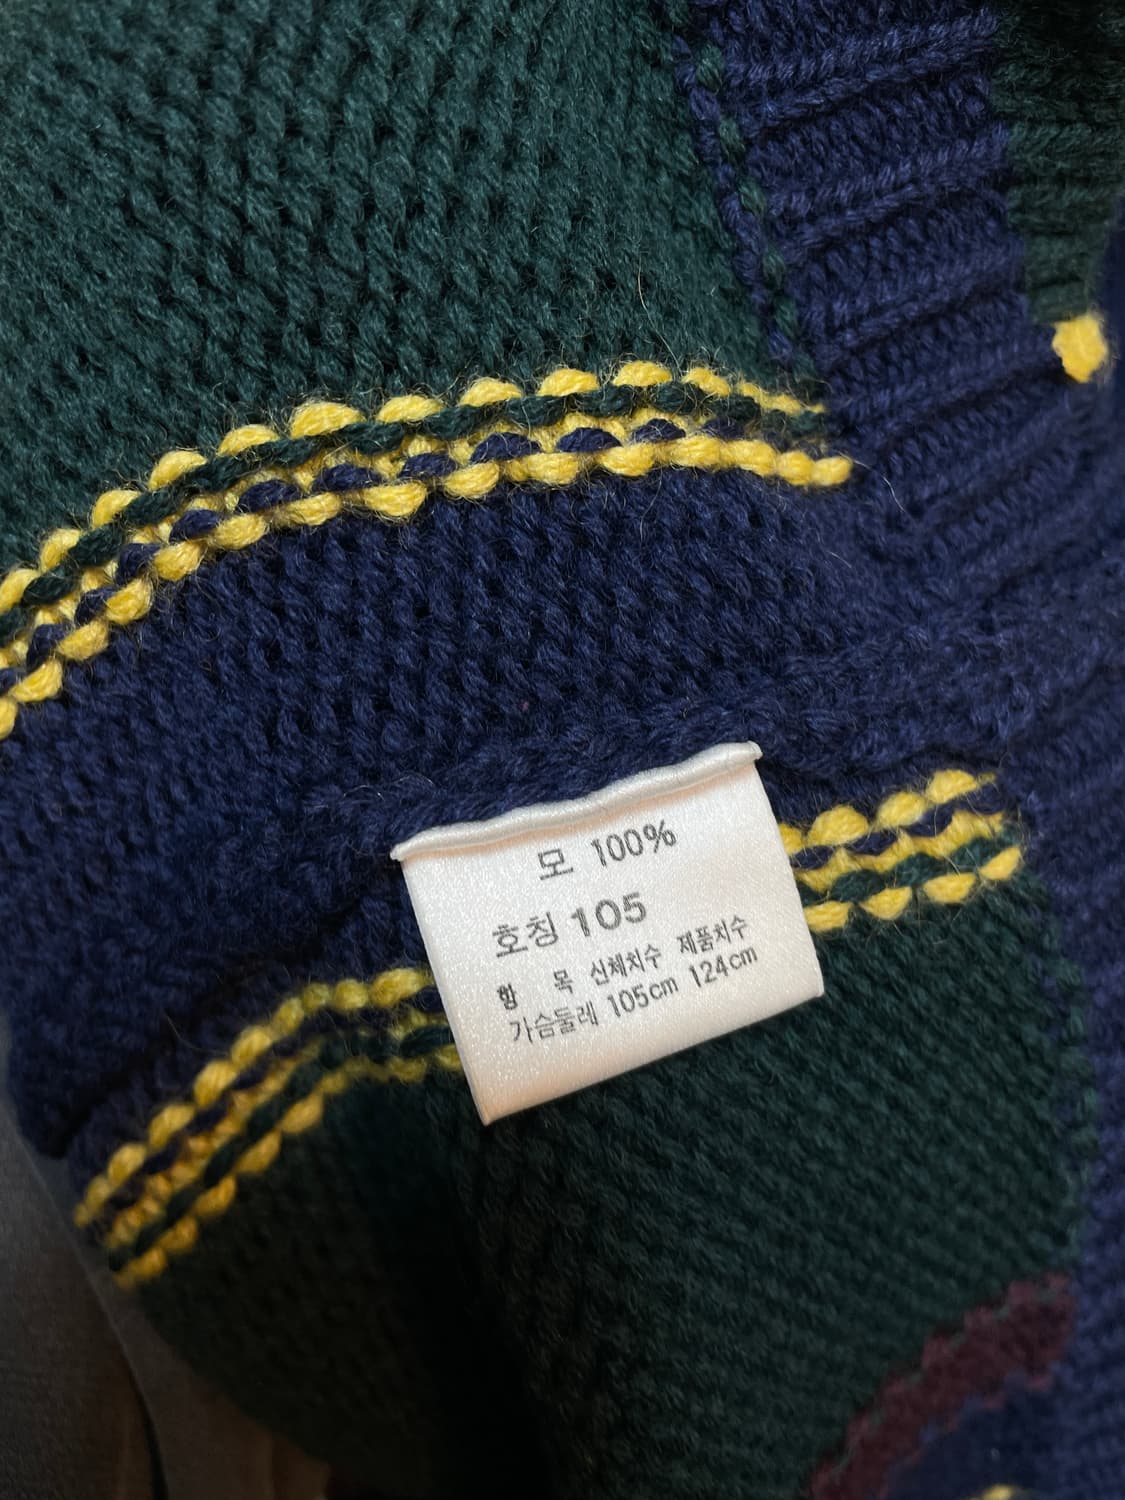 모 100%
호칭 105
항 목 신체치수 제품치수
가슴둘레 105cm 124cm